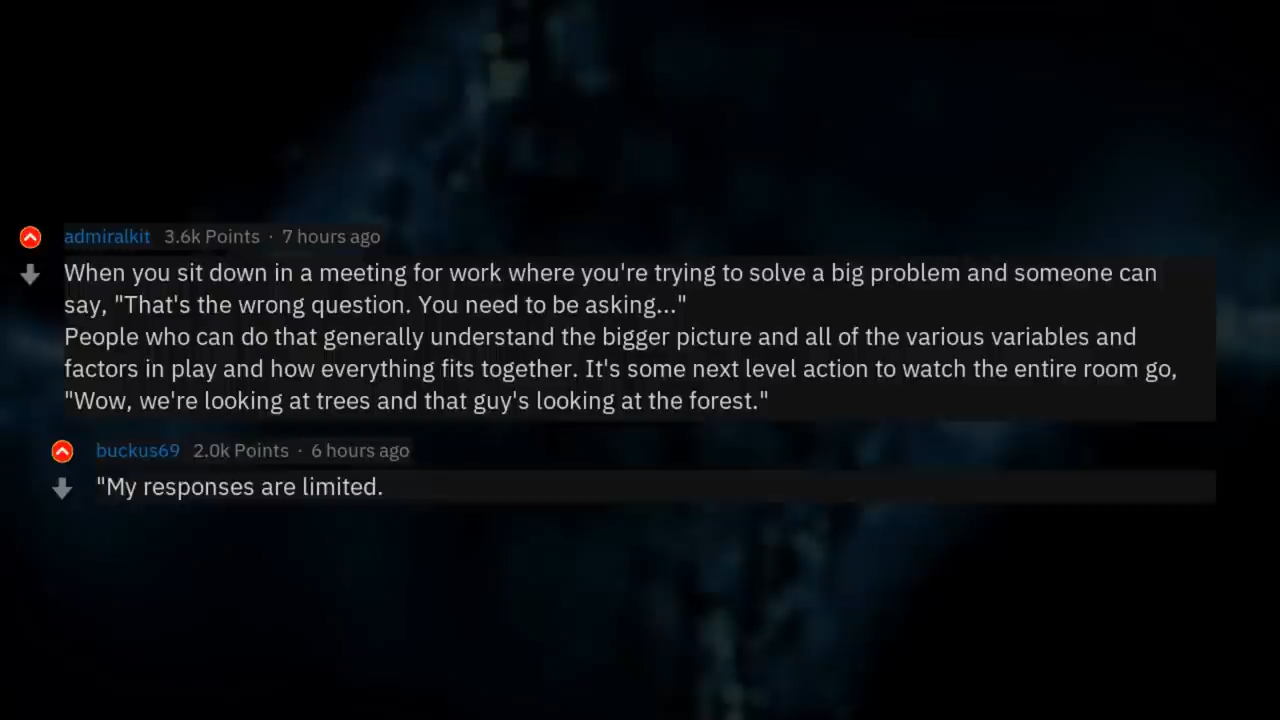 admiralkit 3.6k Points · 7 hours ago
When you sit down in a meeting for work where you're trying to solve a big problem and someone can
say, "That's the wrong question. You need to be asking..."
People who can do that generally understand the bigger picture and all of the various variables and
factors in play and how everything fits together. It's some next level action to watch the entire room go,
"Wow, we're looking at trees and that guy's looking at the forest."
buckus69 2.0k Points · 6 hours ago
"My responses are limited.